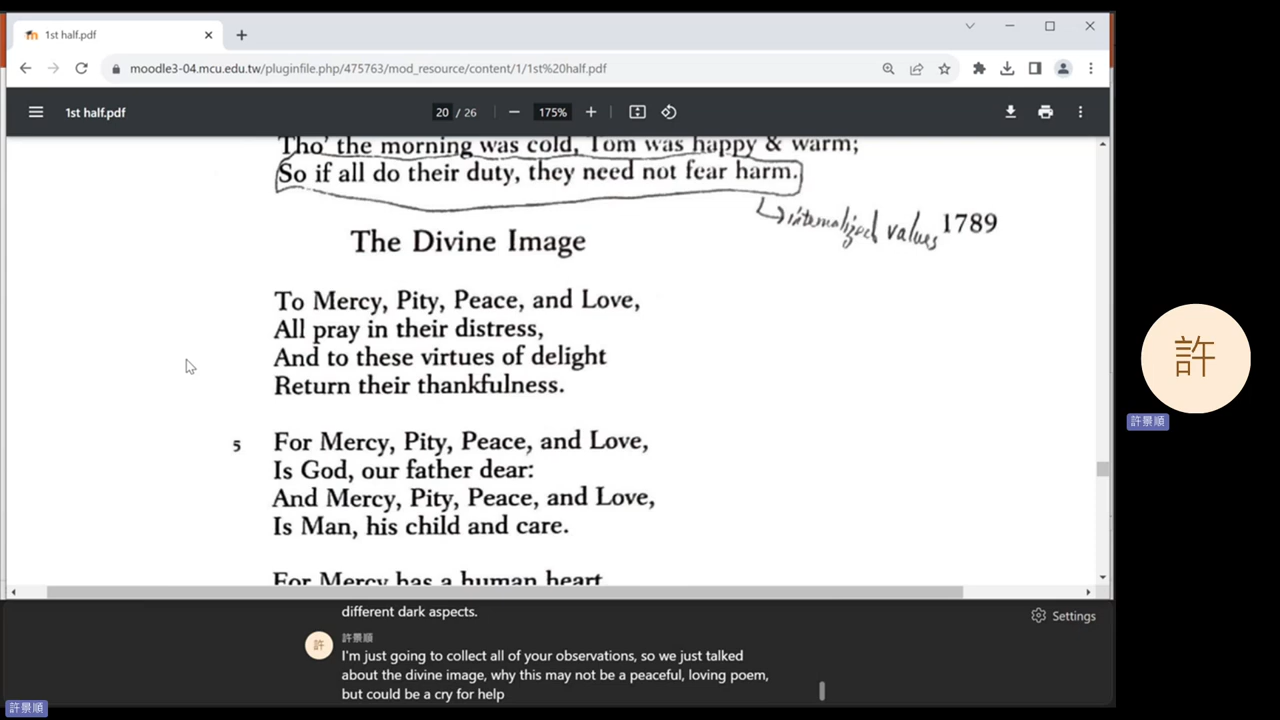 1st half.pdf
moodle3-04.mcu.edu.tw/pluginfile.php/475763/mod_resource/content/1/1st%20half.pdf
1st half.pdf
20 / 26
175%
Tho' the morning was cold, Tom was happy & warm;
So if all do their duty, they need not fear harm.
internalized values
1789
The Divine Image
To Mercy, Pity, Peace, and Love,
All pray in their distress,
And to these virtues of delight
Return their thankfulness.
5 For Mercy, Pity, Peace, and Love,
Is God, our father dear:
And Mercy, Pity, Peace, and Love,
Is Man, his child and care.
For Mercy has a human heart
許
許景順
different dark aspects.
Settings
許
許景順
I'm just going to collect all of your observations, so we just talked
about the divine image, why this may not be a peaceful, loving poem,
but could be a cry for help
許景順